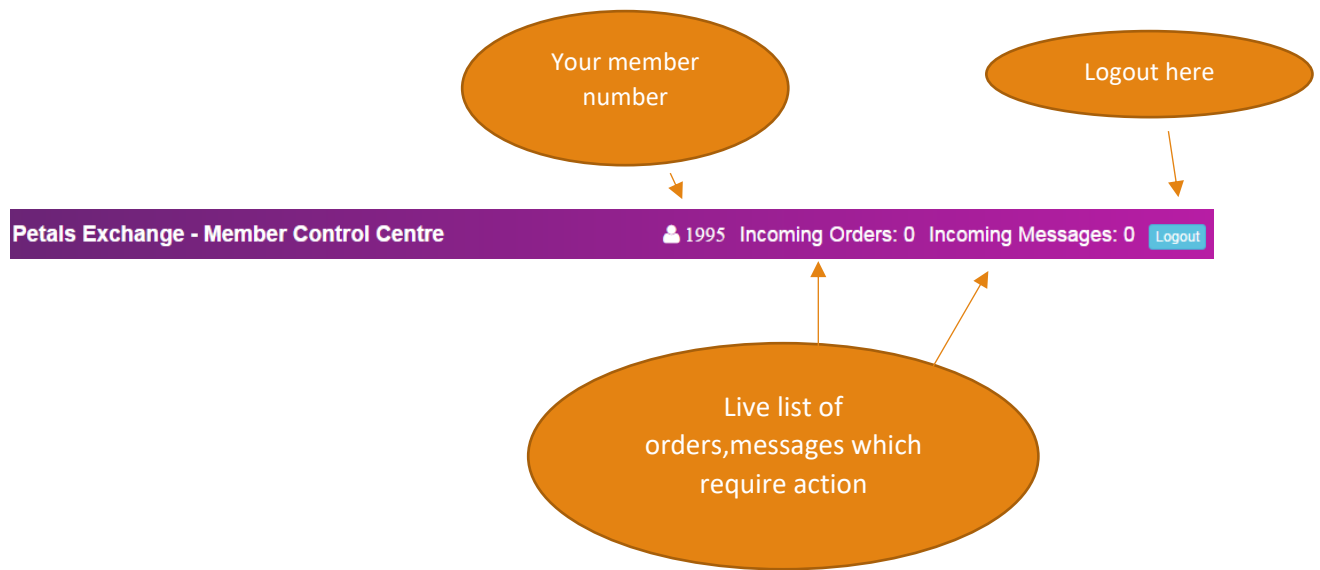 Your member
number
Logout here
Petals Exchange - Member Control Centre 1995 Incoming Orders: 0 Incoming Messages: 0 Logout
Live list of
orders,messages which
require action